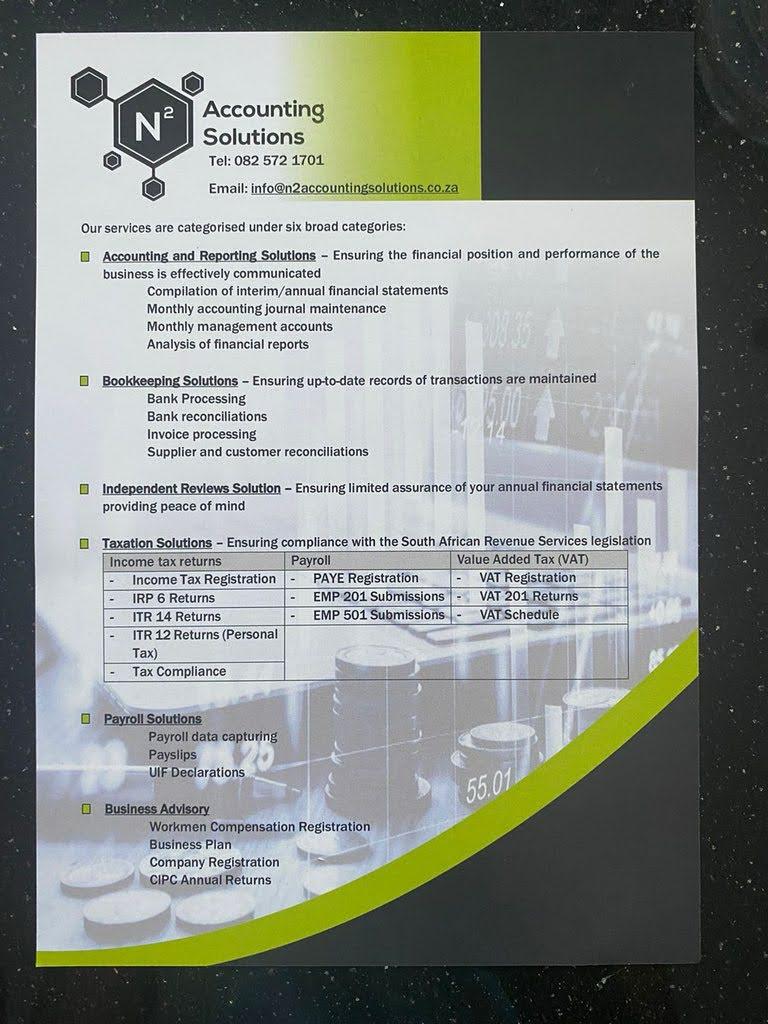 N²
Accounting
Solutions
Tel: 082 572 1701
Email: info@n2accountingsolutions.co.za
Our services are categorised under six broad categories:
Accounting and Reporting Solutions – Ensuring the financial position and performance of the
business is effectively communicated
Compilation of interim/annual financial statements
Monthly accounting journal maintenance
Monthly management accounts
Analysis of financial reports
Bookkeeping Solutions – Ensuring up-to-date records of transactions are maintained
Bank Processing
Bank reconciliations
Invoice processing
Supplier and customer reconciliations
Independent Reviews Solution – Ensuring limited assurance of your annual financial statements
providing peace of mind
Taxation Solutions – Ensuring compliance with the South African Revenue Services legislation
Income tax returns Payroll Value Added Tax (VAT)
- Income Tax Registration - PAYE Registration - VAT Registration
- IRP 6 Returns - EMP 201 Submissions - VAT 201 Returns
- ITR 14 Returns - EMP 501 Submissions - VAT Schedule
- ITR 12 Returns (Personal
Tax)
- Tax Compliance
Payroll Solutions
Payroll data capturing
Payslips
UIF Declarations
55.01
Business Advisory
Workmen Compensation Registration
Business Plan
Company Registration
CIPC Annual Returns